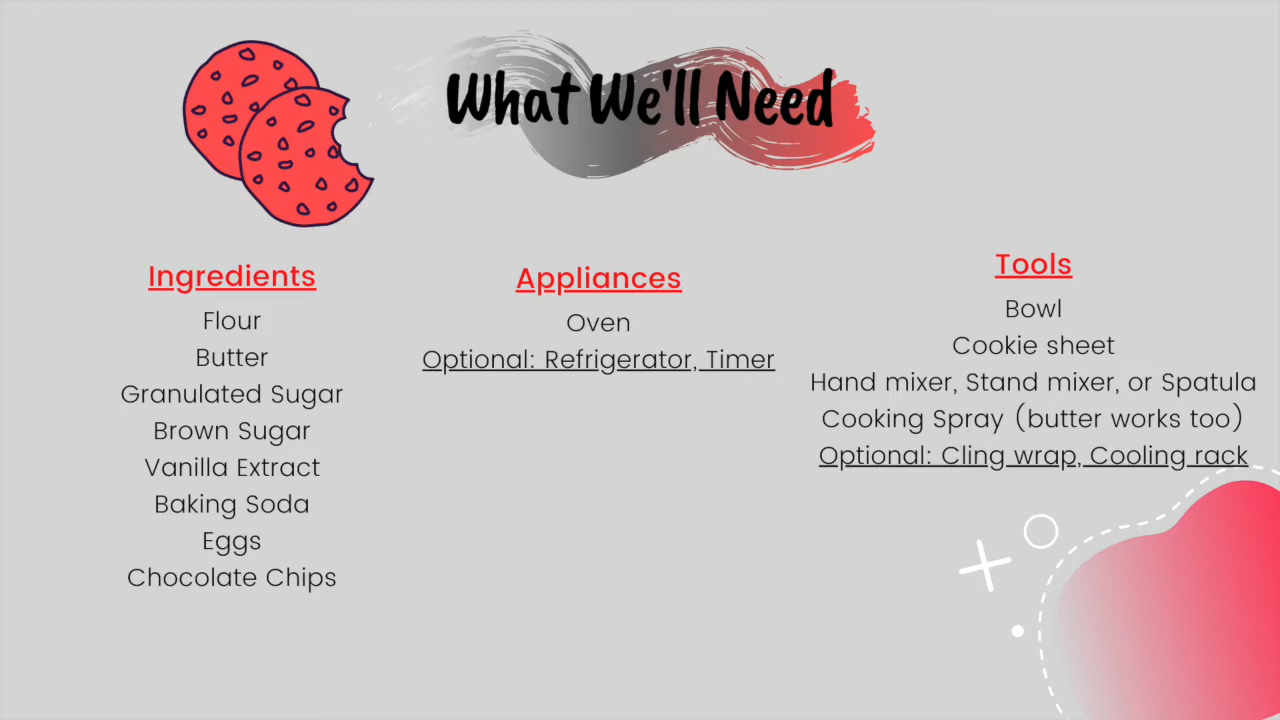 What We'll Need
Ingredients
Flour
Butter
Granulated Sugar
Brown Sugar
Vanilla Extract
Baking Soda
Eggs
Chocolate Chips
Appliances
Oven
Optional: Refrigerator, Timer
Tools
Bowl
Cookie sheet
Hand mixer, Stand mixer, or Spatula
Cooking Spray (butter works too)
Optional: Cling wrap, Cooling rack